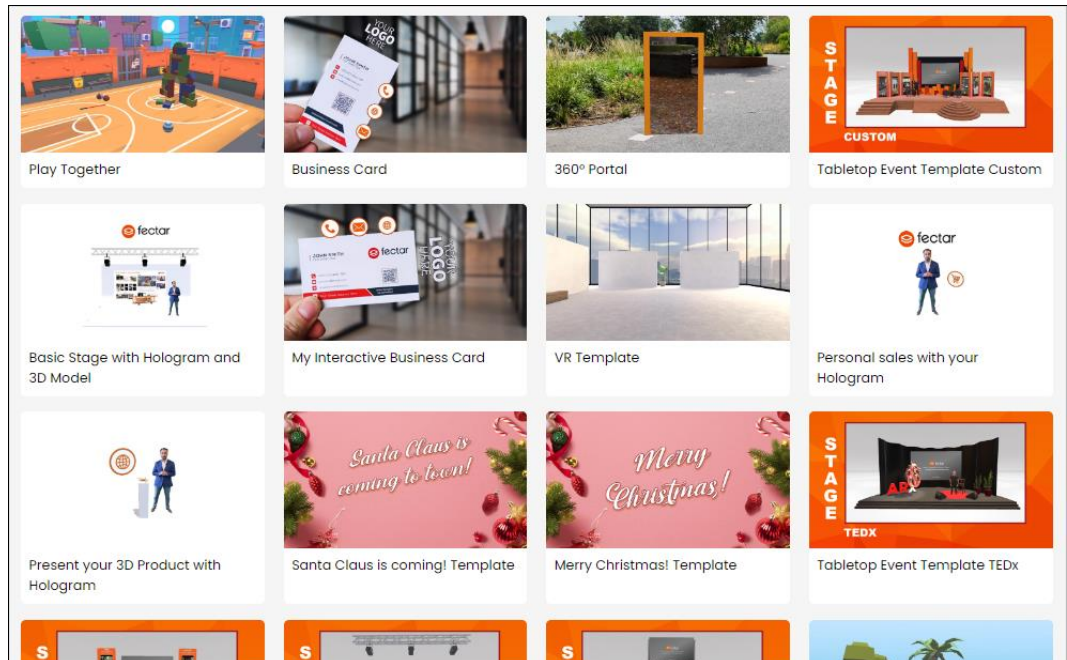 YOUR
LOGO
HERE
STAGE
CUSTOM
Play Together
Business Card
360° Portal
Tabletop Event Template Custom
fectar
fectar
LOGO
fectar
Basic Stage with Hologram and
3D Model
My Interactive Business Card
VR Template
Personal sales with your
Hologram
Santa Claus is
coming to town!
Merry
Christmas!
STAGE
AR
TEDX
Present your 3D Product with
Hologram
Santa Claus is coming! Template
Merry Christmas! Template
Tabletop Event Template TEDx
S
S
S